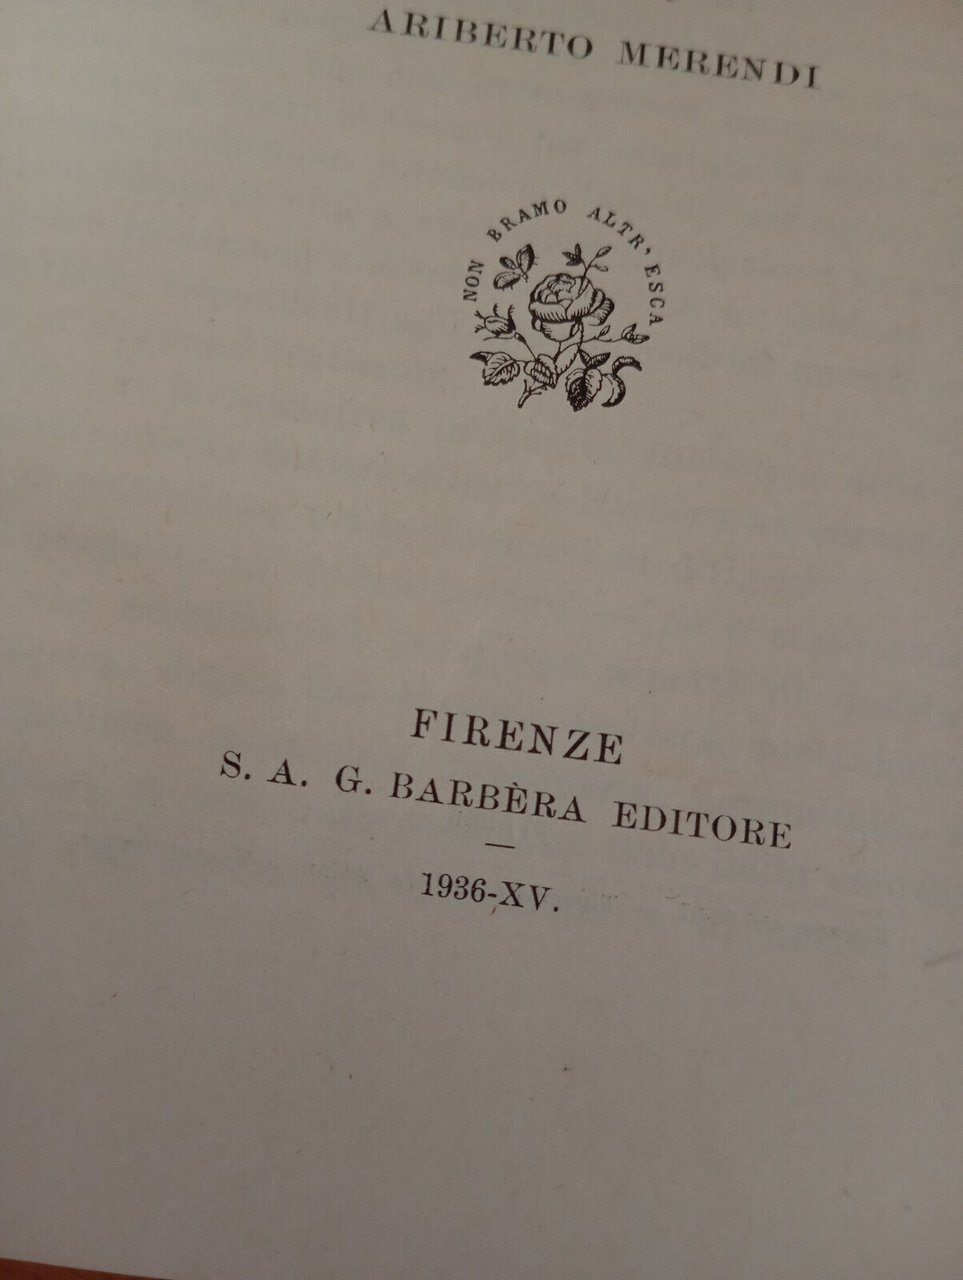 ARIBERTO MERENDI
NON BRAMO ALTR' ESCA
FIRENZE
S. A. G. BARBÈRA EDITORE
1936-XV.